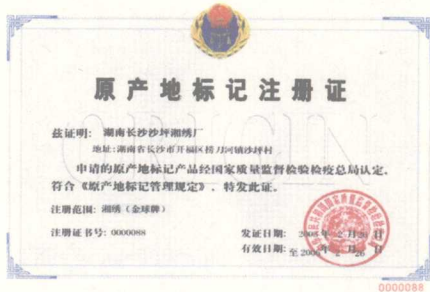 原产地标记注册证
兹证明: 湖南长沙沙坪湘绣厂
地址:湖南省长沙市开福区捞刀河镇沙坪村
申请的原产地标记产品经国家质量监督检验检疫总局认定,
符合《原产地标记管理规定》, 特发此证。
注册范围: 湘绣 (金球牌)
注册证书号: 0000088
发证日期:
有效日期: 至
ORIGIN
0000088